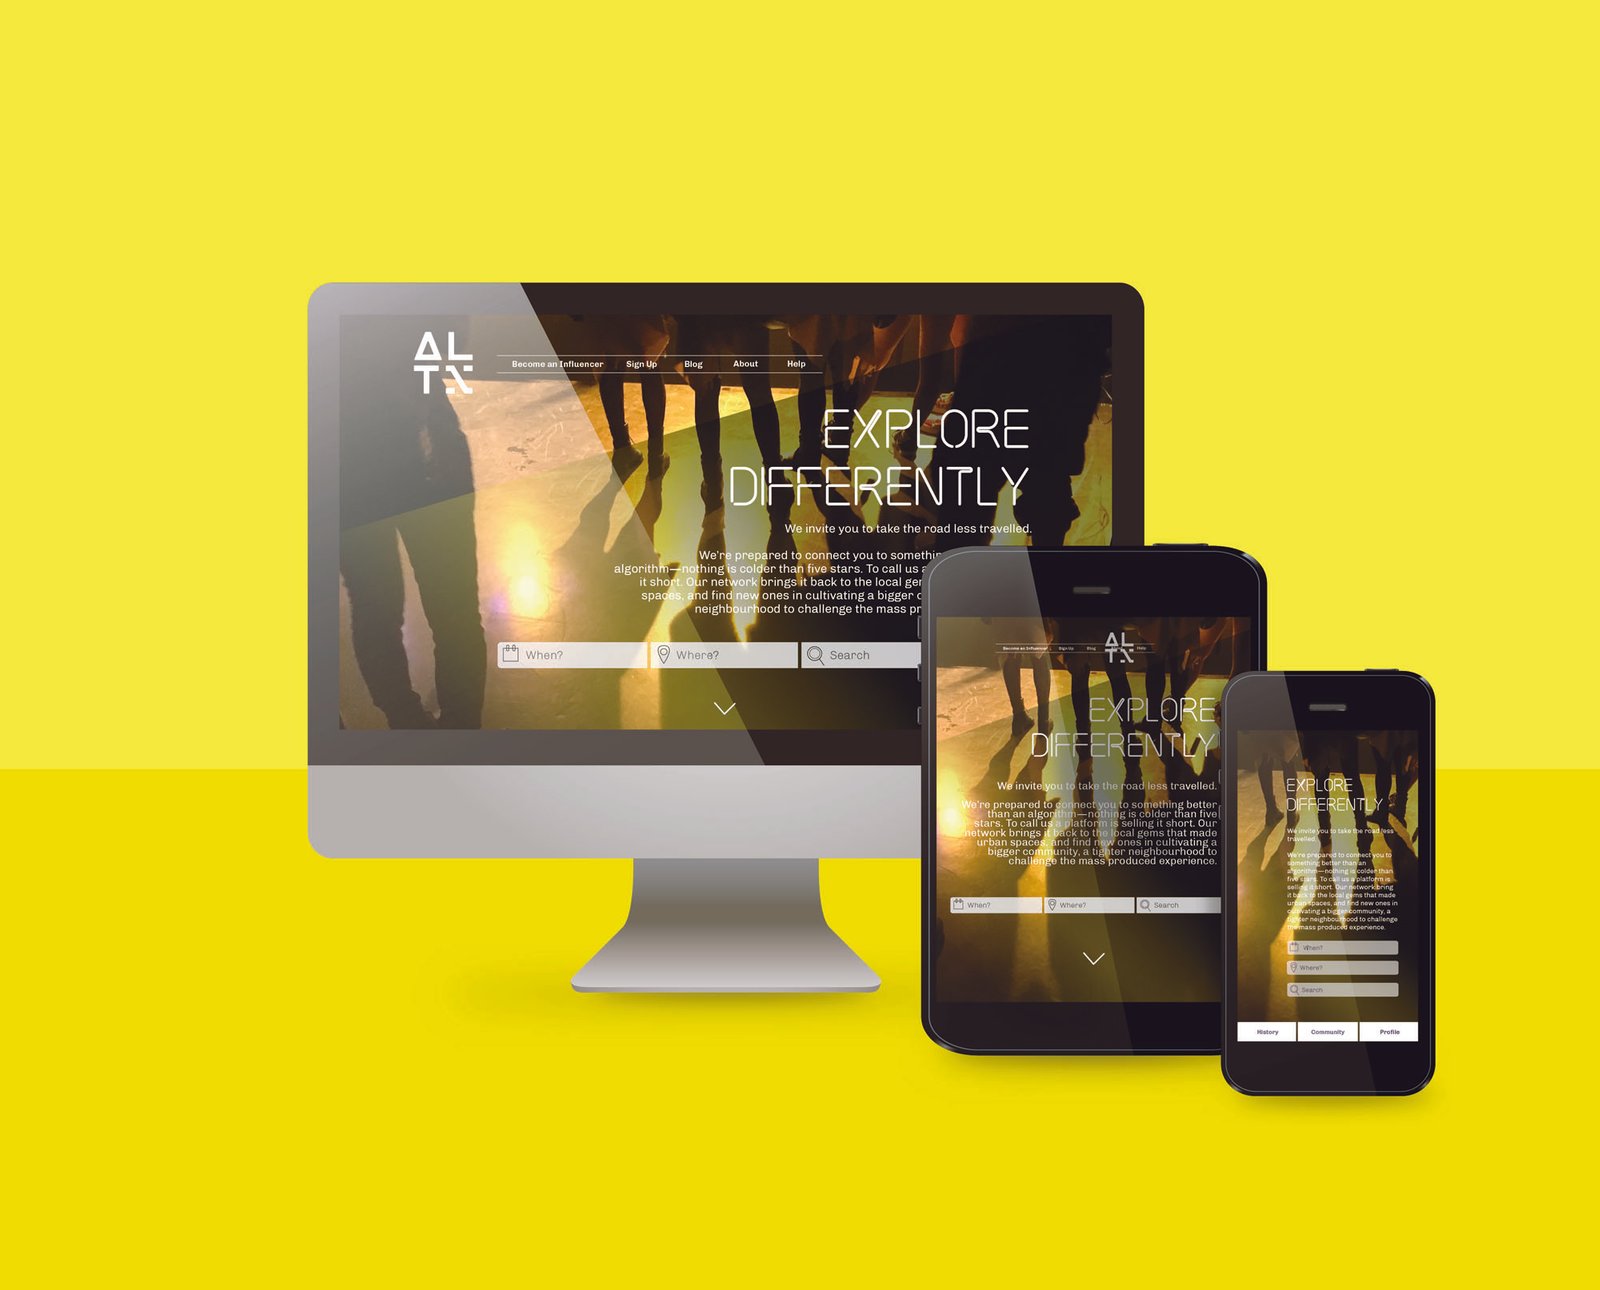 AL
TX
Become an Influencer Sign Up Blog About Help
EXPLORE
DIFFERENTLY
We invite you to take the road less travelled.
We're prepared to connect you to somethin
algorithm—nothing is colder than five stars. To call us a
it short. Our network brings it back to the local gem
spaces, and find new ones in cultivating a bigger c
neighbourhood to challenge the mass pr
When? Where? Search
Become an Influencer Sign Up Blog Help
AL
TX
EXPLORE
DIFFERENTLY
We invite you to take the road less travelled.
We're prepared to connect you to something better
than an algorithm—nothing is colder than five
stars. To call us a platform is selling it short. Our
network brings it back to the local gems that made
urban spaces, and find new ones in cultivating a
bigger community, a tighter neighbourhood to
challenge the mass produced experience.
When? Where? Search
EXPLORE
DIFFERENTLY
We invite you to take the road less
travelled.
We're prepared to connect you to
something better than an
algorithm—nothing is colder than
five stars. To call us a platform is
selling it short. Our network bring
it back to the local gems that made
urban spaces, and find new ones in
cultivating a bigger community, a
tighter neighbourhood to challenge
the mass produced experience.
When?
Where?
Search
History Community Profile